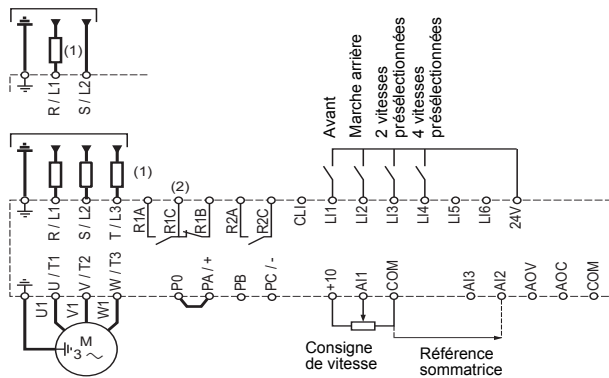 (1)
R / L1
S / L2
Avant
Marche arrière
2 vitesses
présélectionnées
4 vitesses
présélectionnées
(1)
(2)
R / L1
S / L2
T / L3
R1A
R1C
R1B
R2A
R2C
CLI
LI1
LI2
LI3
LI4
LI5
LI6
24V
U / T1
V / T2
W / T3
P0
PA / +
PB
PC / -
+10
AI1
COM
AI3
AI2
AOV
AOC
COM
U1
V1
W1
M
3 ~
Consigne
de vitesse
Référence
sommatrice